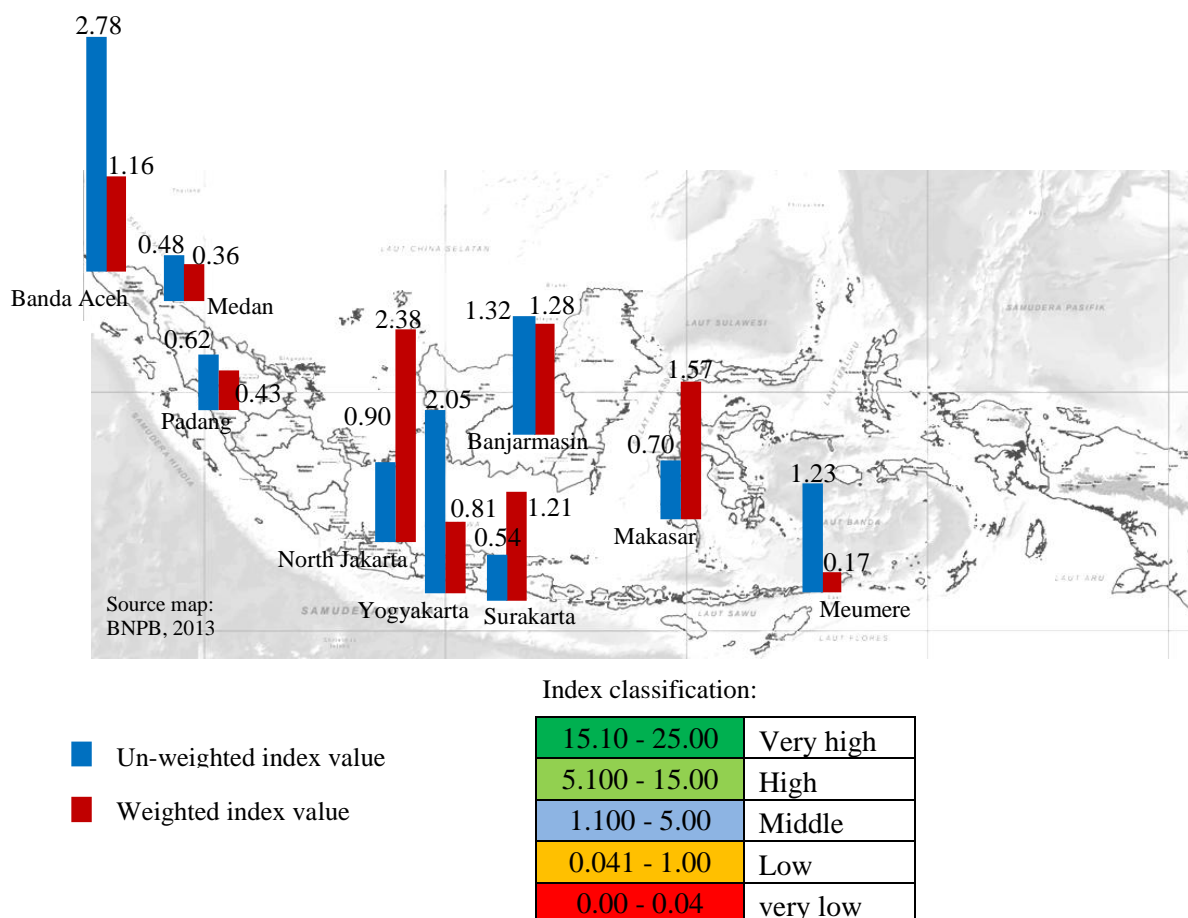 2.78
1.16
Thailand
0.48
0.36
LAUT CHINA SELATAN
Philippines
Banda Aceh
Medan
SAMUDERA PASIFIK
2.38
1.32
1.28
LAUT SULAWESI
0.62
0.43
Padang
0.90
2.05
Banjarmasin
1.57
0.70
Makasar
1.23
SAMUDERA HINDIA
0.81
0.54
1.21
LAUT BANDA
0.17
North Jakarta
Yogyakarta
Surakarta
Meumere
LAUT ARU
LAUT SAWU
LAUT FLORES
Source map:
BNPB, 2013
Index classification:
15.10 - 25.00 Very high
5.100 - 15.00 High
1.100 - 5.00 Middle
0.041 - 1.00 Low
0.00 - 0.04 very low
Un-weighted index value
Weighted index value